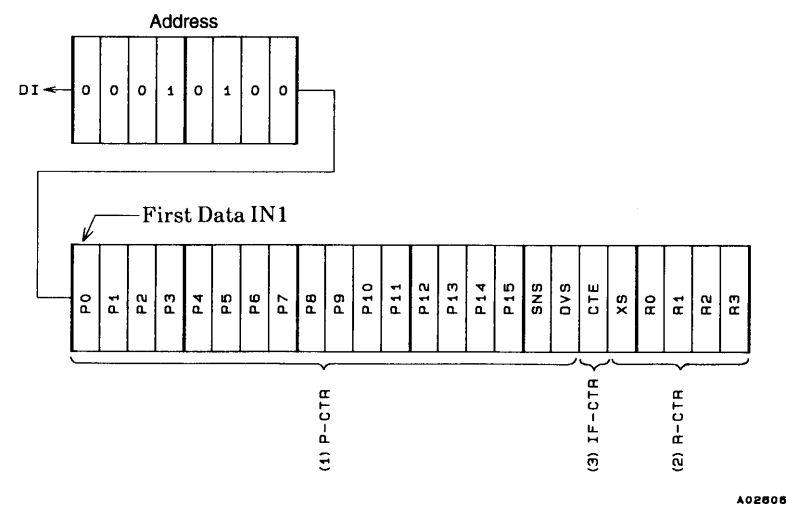 Address
DI 0 0 0 1 0 1 0 0
First Data IN1
P0 P1 P2 P3 P4 P5 P6 P7 P8 P9 P10 P11 P12 P13 P14 P15 SNS DVS CTE XS R0 R1 R2 R3
(1) P-CTR (3) IF-CTR (2) R-CTR
A02606